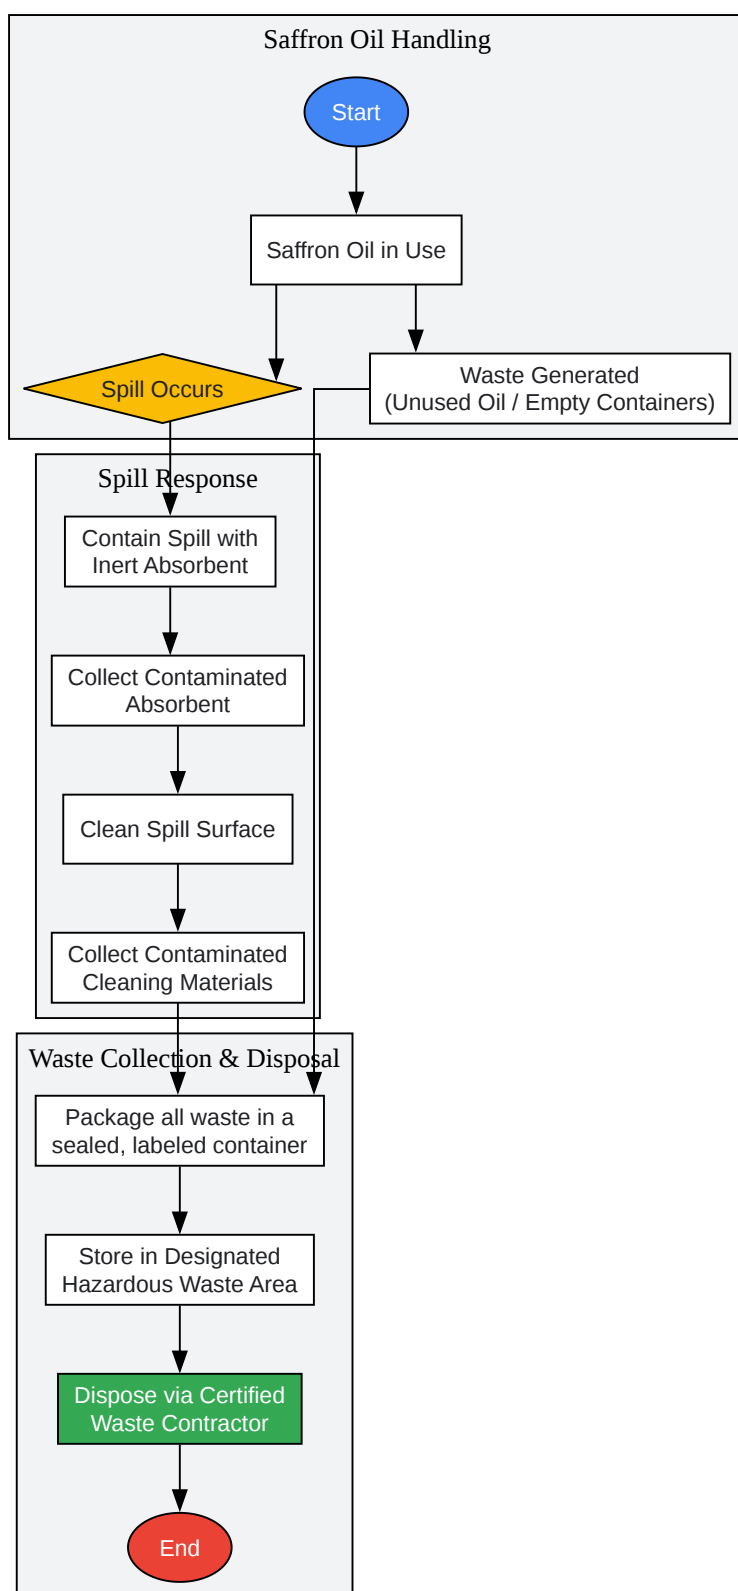 Saffron Oil Handling
Start
Saffron Oil in Use
Spill Occurs
Waste Generated
(Unused Oil / Empty Containers)
Spill Response
Contain Spill with
Inert Absorbent
Collect Contaminated
Absorbent
Clean Spill Surface
Collect Contaminated
Cleaning Materials
Waste Collection & Disposal
Package all waste in a
sealed, labeled container
Store in Designated
Hazardous Waste Area
Dispose via Certified
Waste Contractor
End